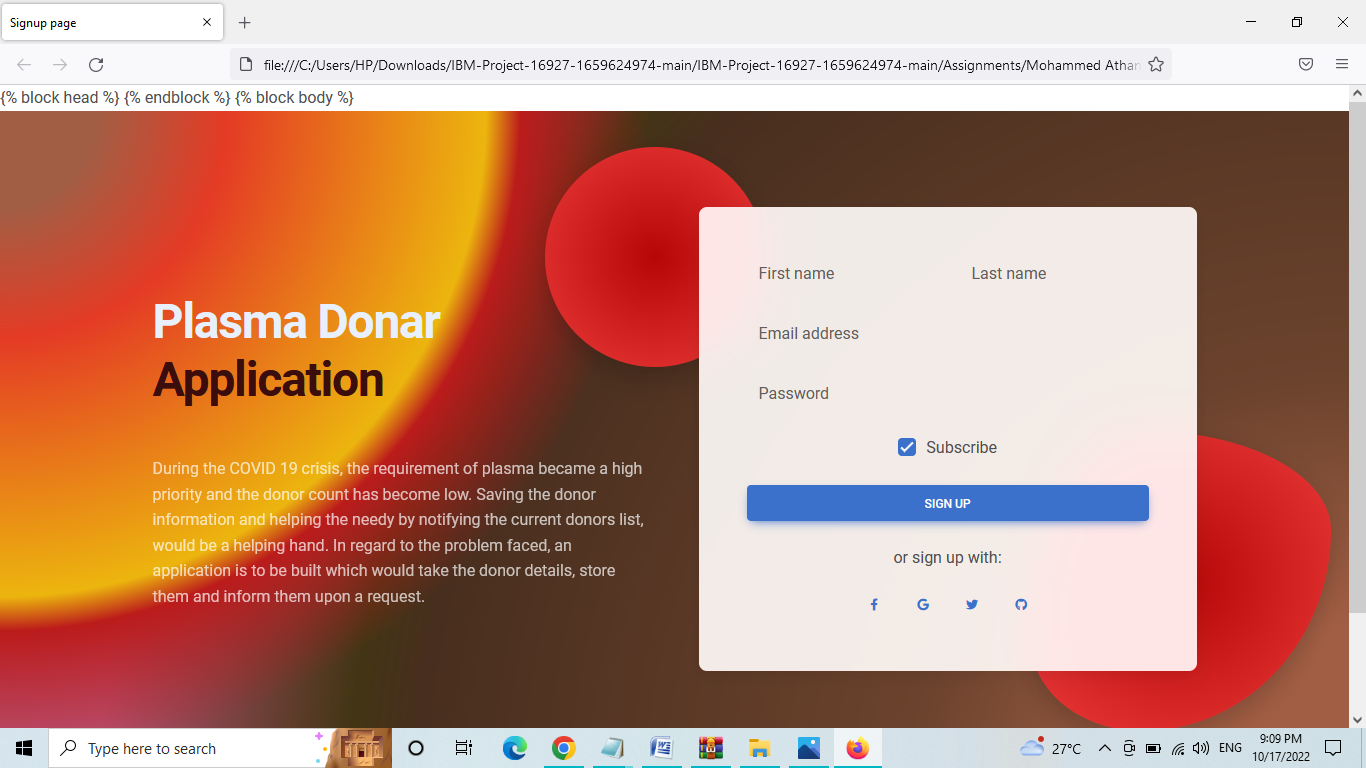 Signup page
file:///C:/Users/HP/Downloads/IBM-Project-16927-1659624974-main/IBM-Project-16927-1659624974-main/Assignments/Mohammed Athar
{% block head %} {% endblock %} {% block body %}
Plasma Donar
Application
During the COVID 19 crisis, the requirement of plasma became a high
priority and the donor count has become low. Saving the donor
information and helping the needy by notifying the current donors list,
would be a helping hand. In regard to the problem faced, an
application is to be built which would take the donor details, store
them and inform them upon a request.
First name Last name
Email address
Password
Subscribe
SIGN UP
or sign up with:
Type here to search
27°C
ENG
9:09 PM
10/17/2022